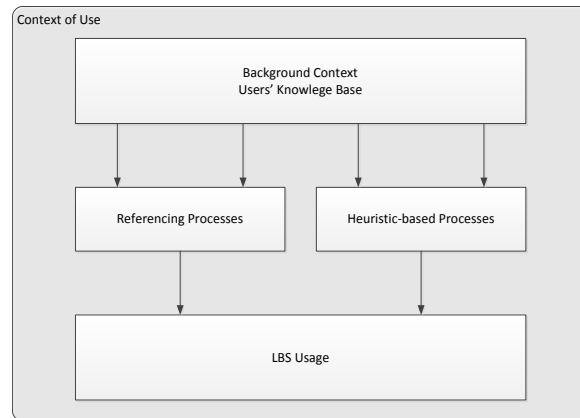 Context of Use
Background Context
Users' Knowlege Base
Referencing Processes
Heuristic-based Processes
LBS Usage